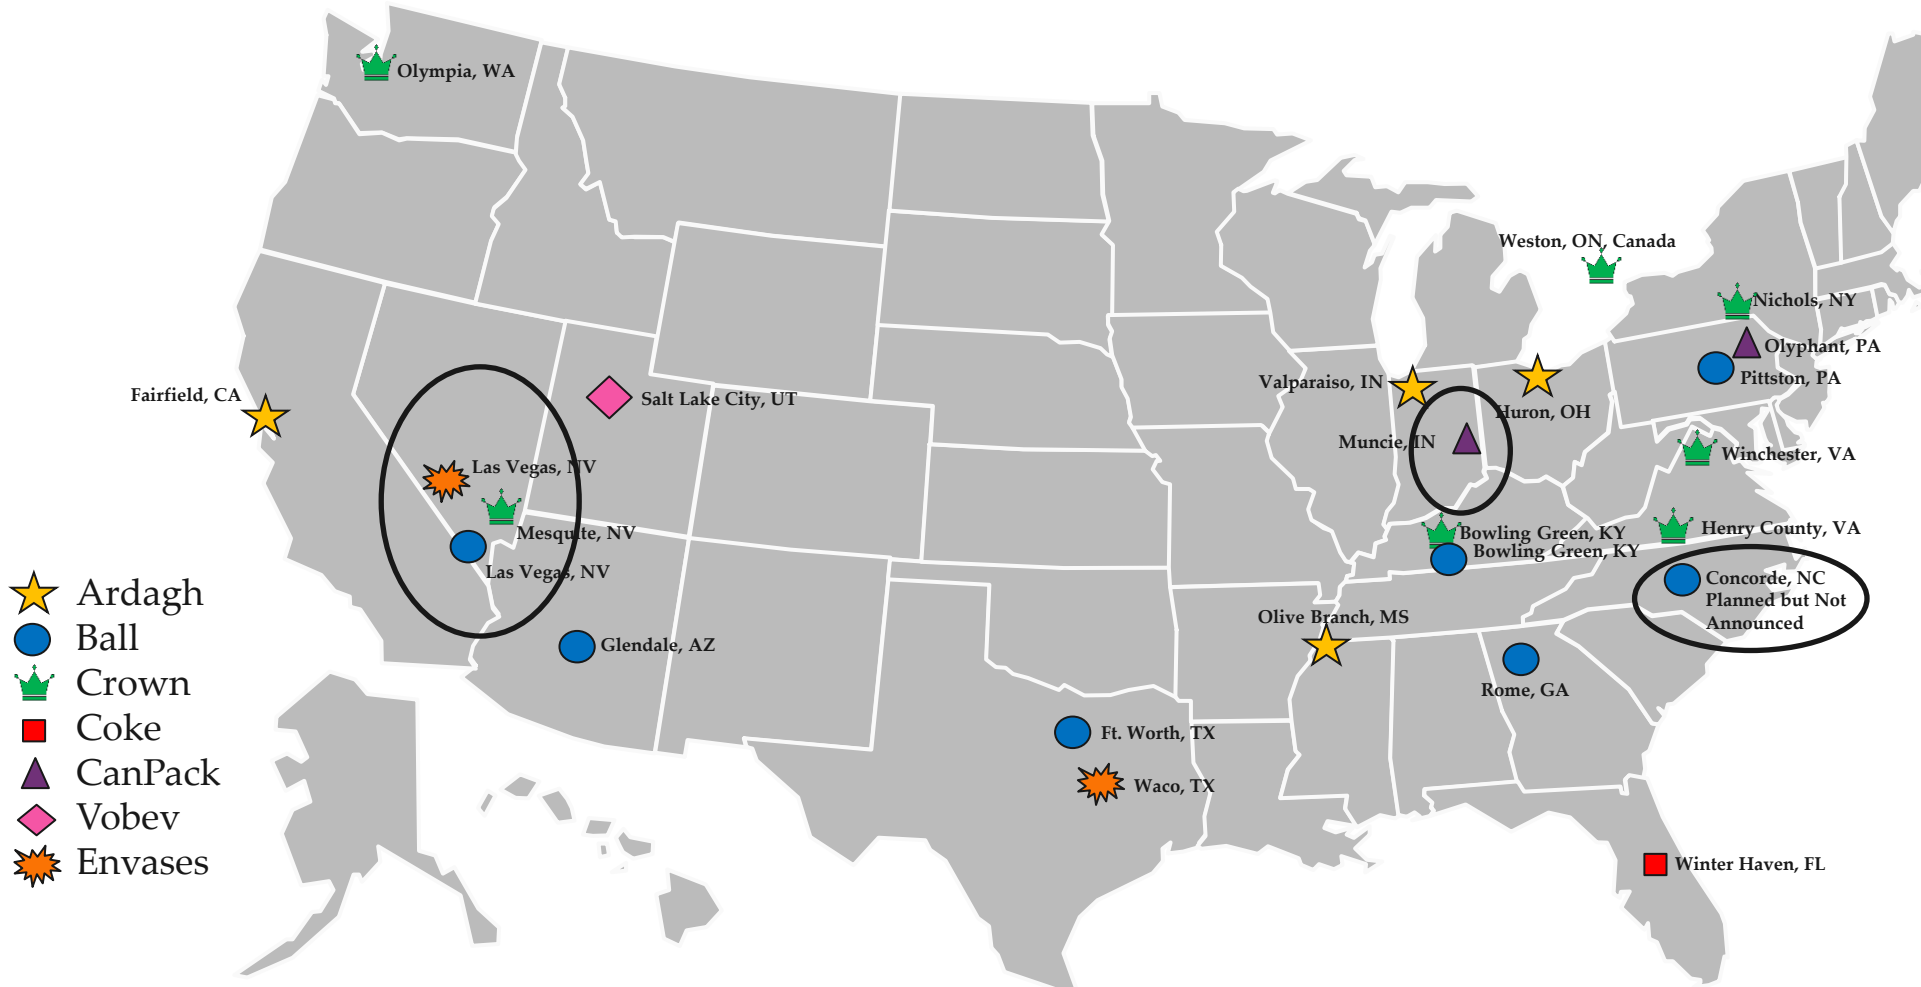 Olympia, WA
Weston, ON, Canada
Nichols, NY
Olyphant, PA
Pittston, PA
Valparaiso, IN
Huron, OH
Fairfield, CA
Salt Lake City, UT
Muncie, IN
Winchester, VA
Las Vegas, NV
Mesquite, NV
Las Vegas, NV
Bowling Green, KY
Bowling Green, KY
Henry County, VA
Concorde, NC
Planned but Not
Announced
Olive Branch, MS
Glendale, AZ
Rome, GA
Ft. Worth, TX
Waco, TX
Winter Haven, FL
Ardagh
Ball
Crown
Coke
CanPack
Vobev
Envases